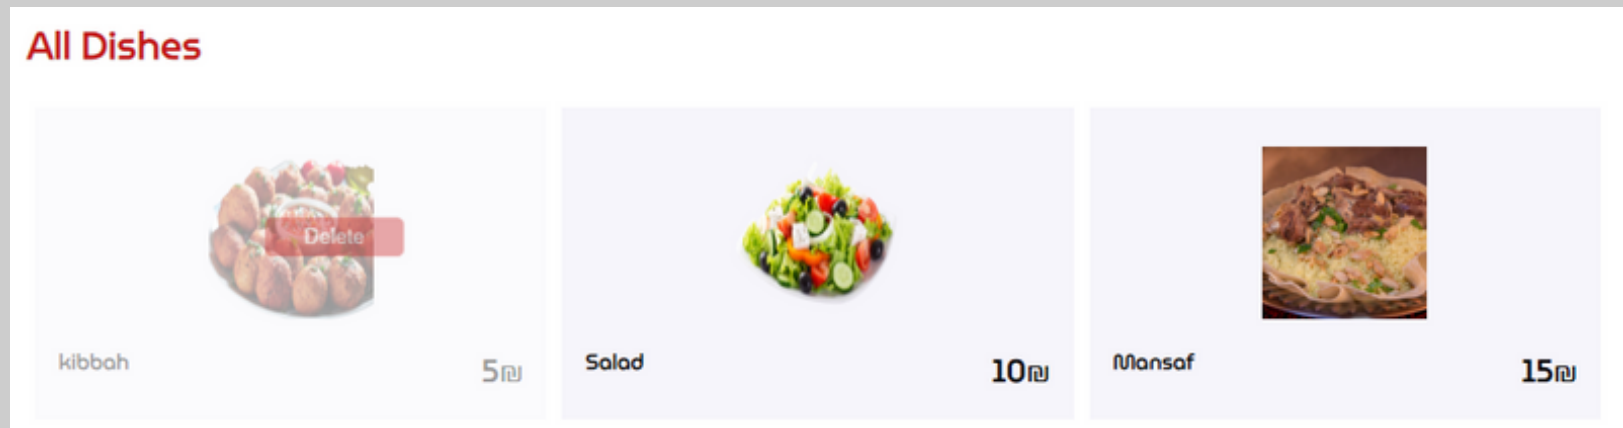 All Dishes
Delete
kibbah
5₪
Salad
10₪
Mansaf
15₪